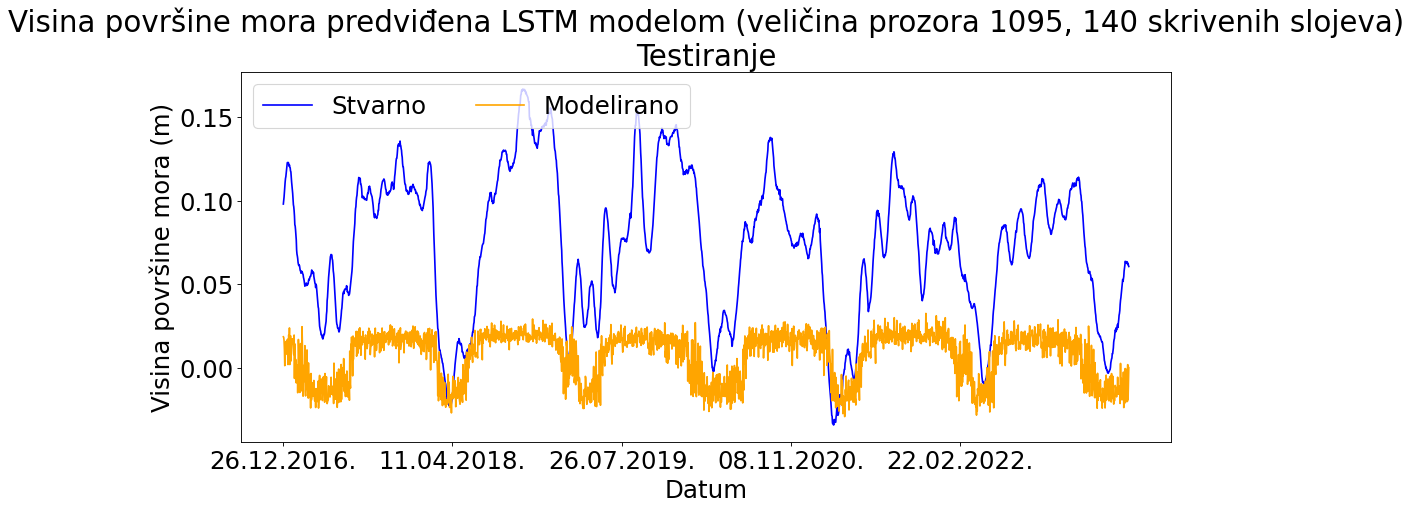 Visina površine mora predviđena LSTM modelom (veličina prozora 1095, 140 skrivenih slojeva)
Testiranje
Stvarno Modelirano
Visina površine mora (m)
0.15
0.10
0.05
0.00
26.12.2016. 11.04.2018. 26.07.2019. 08.11.2020. 22.02.2022.
Datum